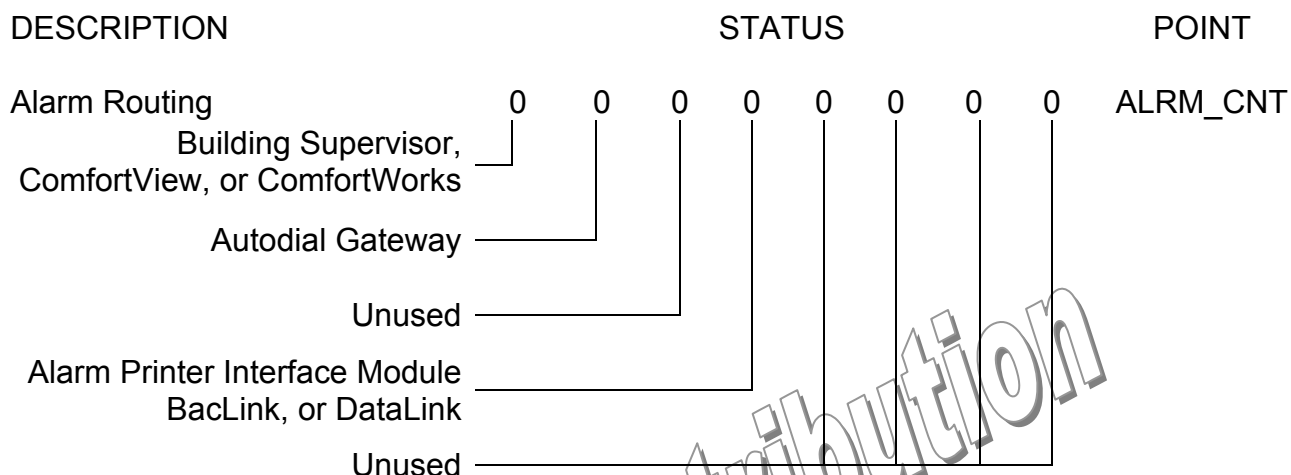 DESCRIPTION STATUS POINT
Alarm Routing 0 0 0 0 0 0 0 0 ALRM_CNT
Building Supervisor,
ComfortView, or ComfortWorks
Autodial Gateway
Unused
Alarm Printer Interface Module
BacLink, or DataLink
Unused